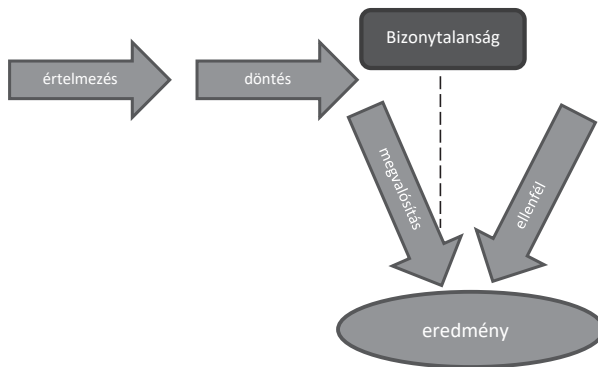 Bizonytalanság
értelmezés
döntés
megvalósítás
ellenfél
eredmény